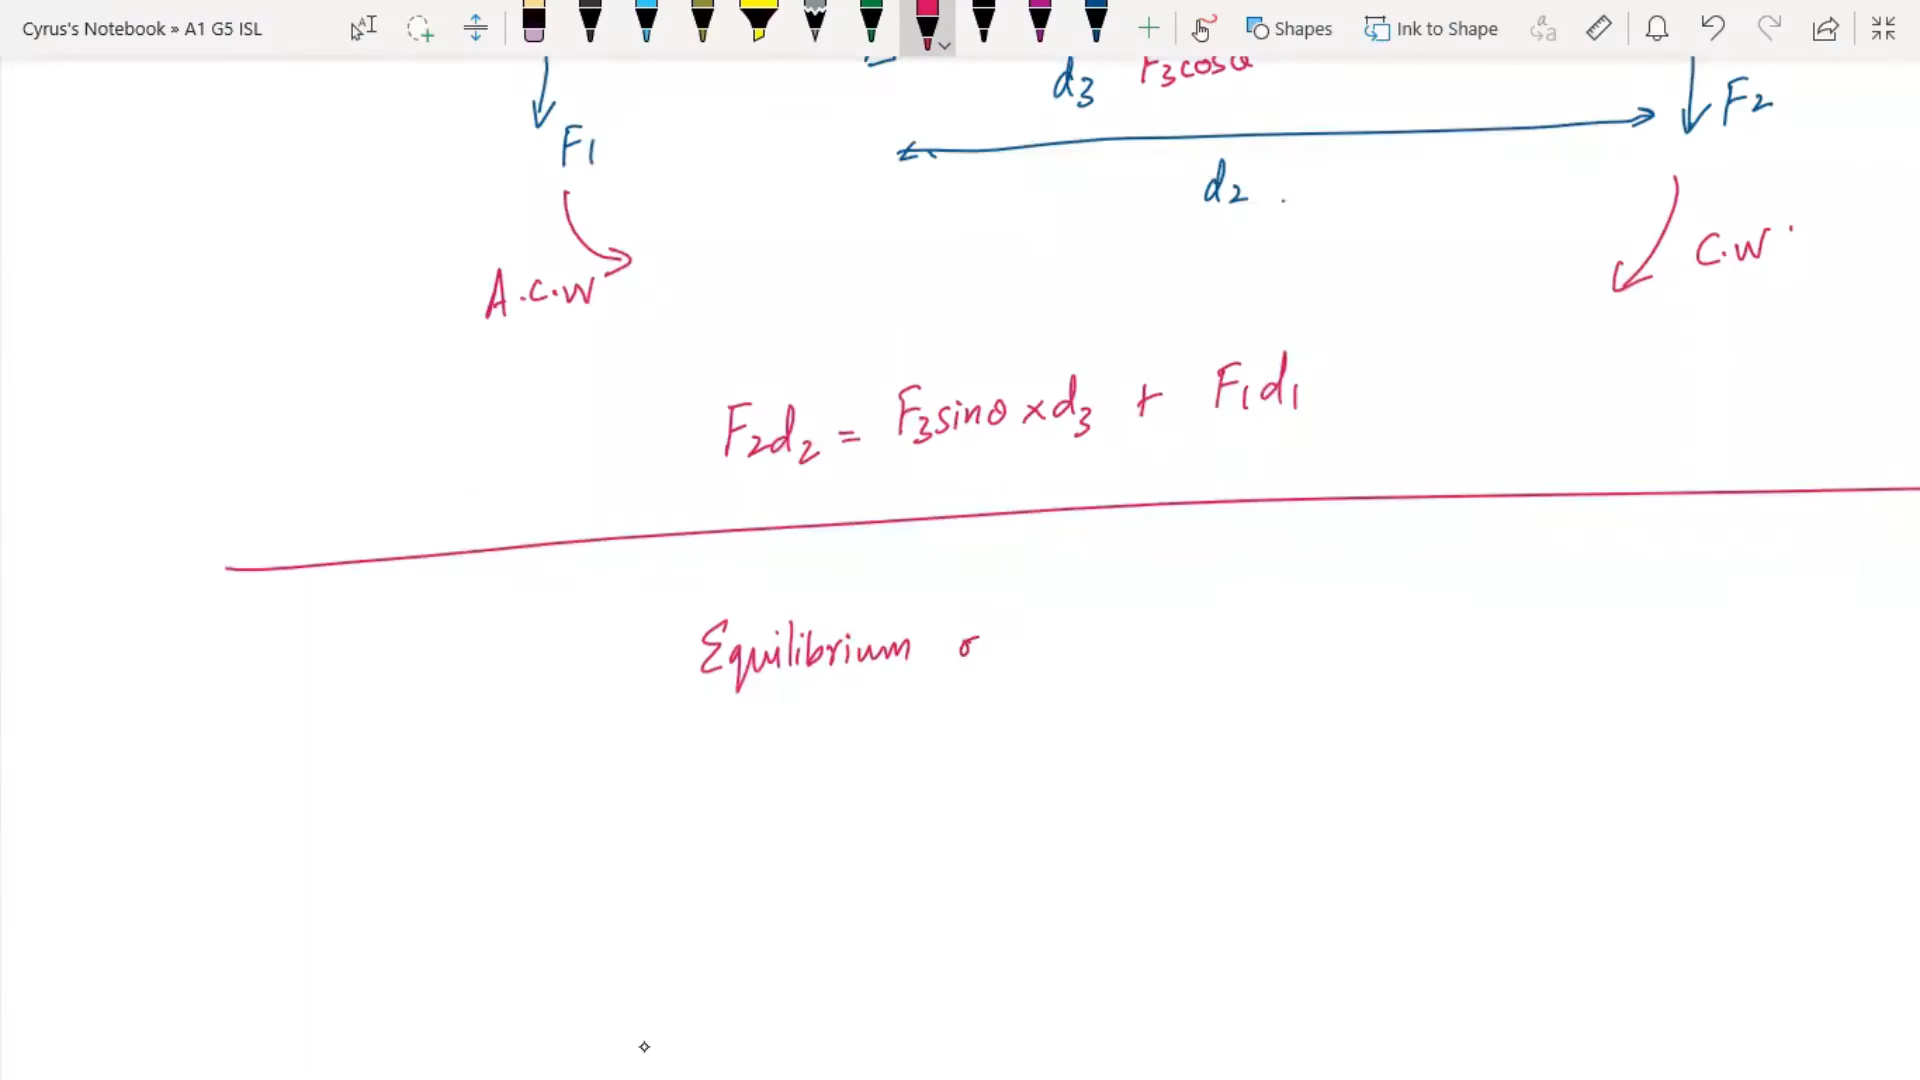 Cyrus's Notebook » A1 G5 ISL
Shapes
Ink to Shape
d3
F2
F1
d2 .
C.W.
A.C.W
F2d2 = F3sinθ × d3 + F1d1
Equilibrium o